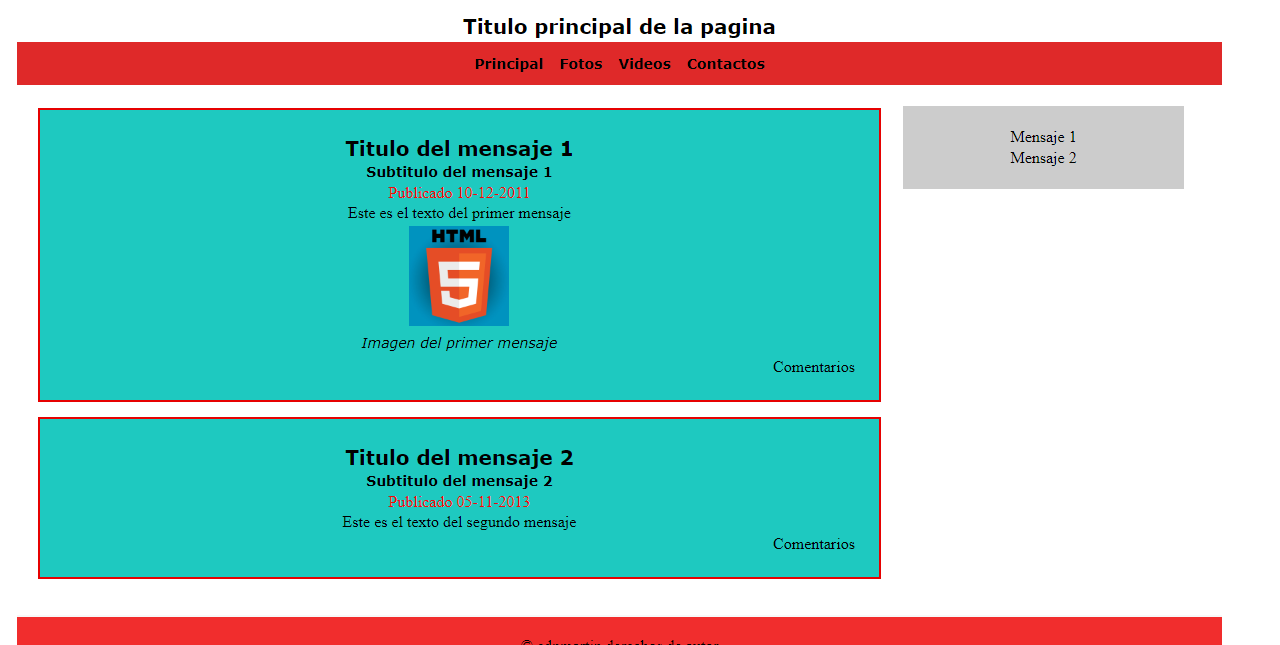 Titulo principal de la pagina
Principal Fotos Videos Contactos
Titulo del mensaje 1
Subtitulo del mensaje 1
Publicado 10-12-2011
Este es el texto del primer mensaje
HTML
5
Imagen del primer mensaje
Comentarios
Titulo del mensaje 2
Subtitulo del mensaje 2
Publicado 05-11-2013
Este es el texto del segundo mensaje
Comentarios
Mensaje 1
Mensaje 2
© derechos de autor